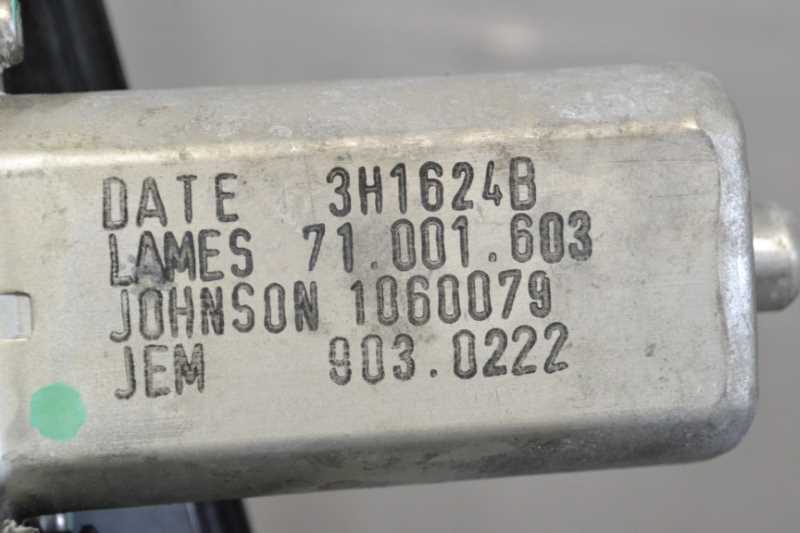 DATE 3H1624B
LAMES 71.001.603
JOHNSON 1060079
JEM 903.0222